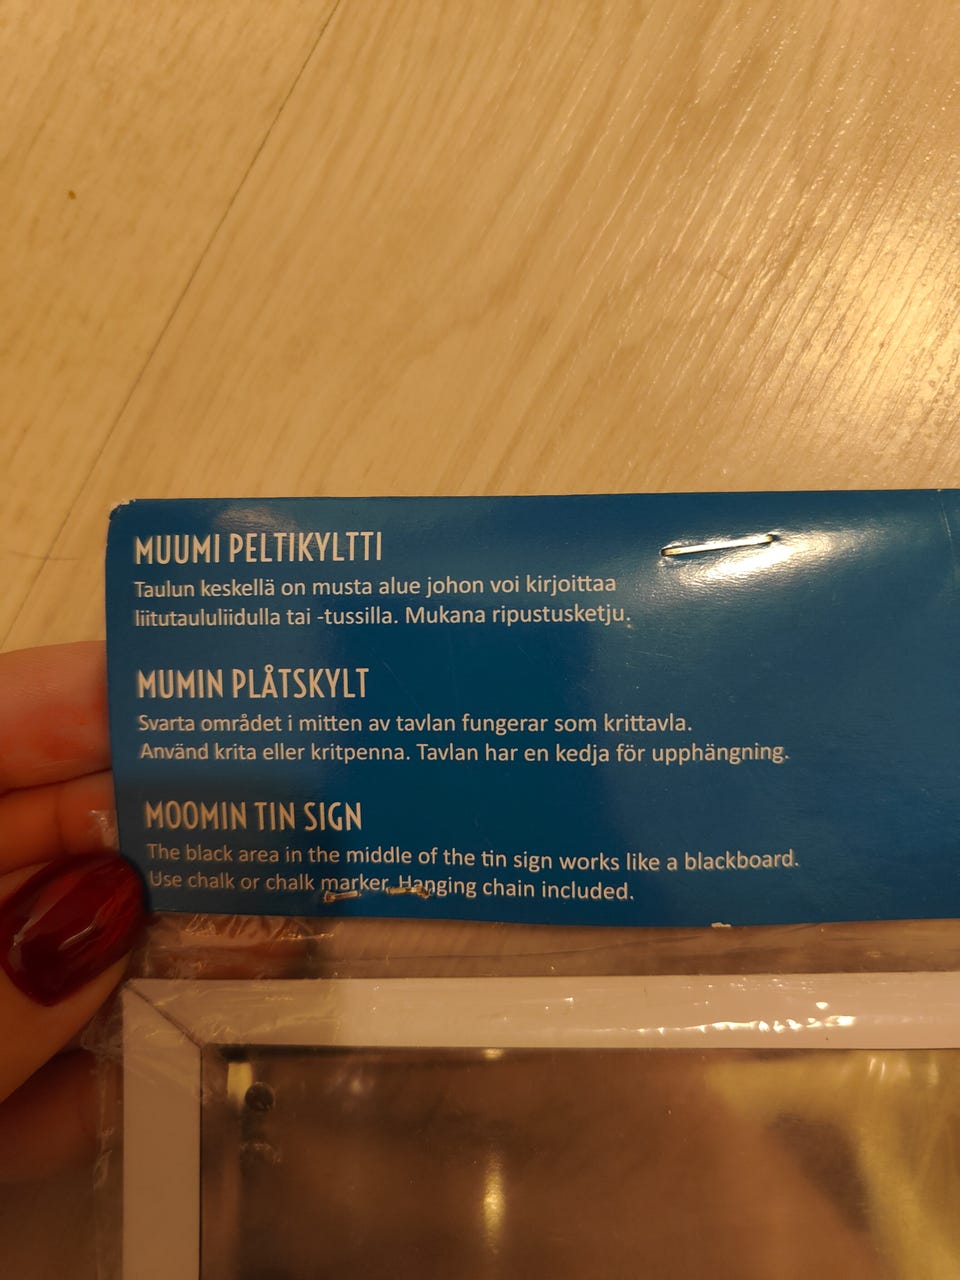 MUUMI PELTIKYLTTI
Taulun keskellä on musta alue johon voi kirjoittaa
liitutaululiidulla tai -tussilla. Mukana ripustusketju.
MUMIN PLÅTSKYLT
Svarta området i mitten av tavlan fungerar som krittavla.
Använd krita eller kritpenna. Tavlan har en kedja för upphängning.
MOOMIN TIN SIGN
The black area in the middle of the tin sign works like a blackboard.
Use chalk or chalk marker. Hanging chain included.